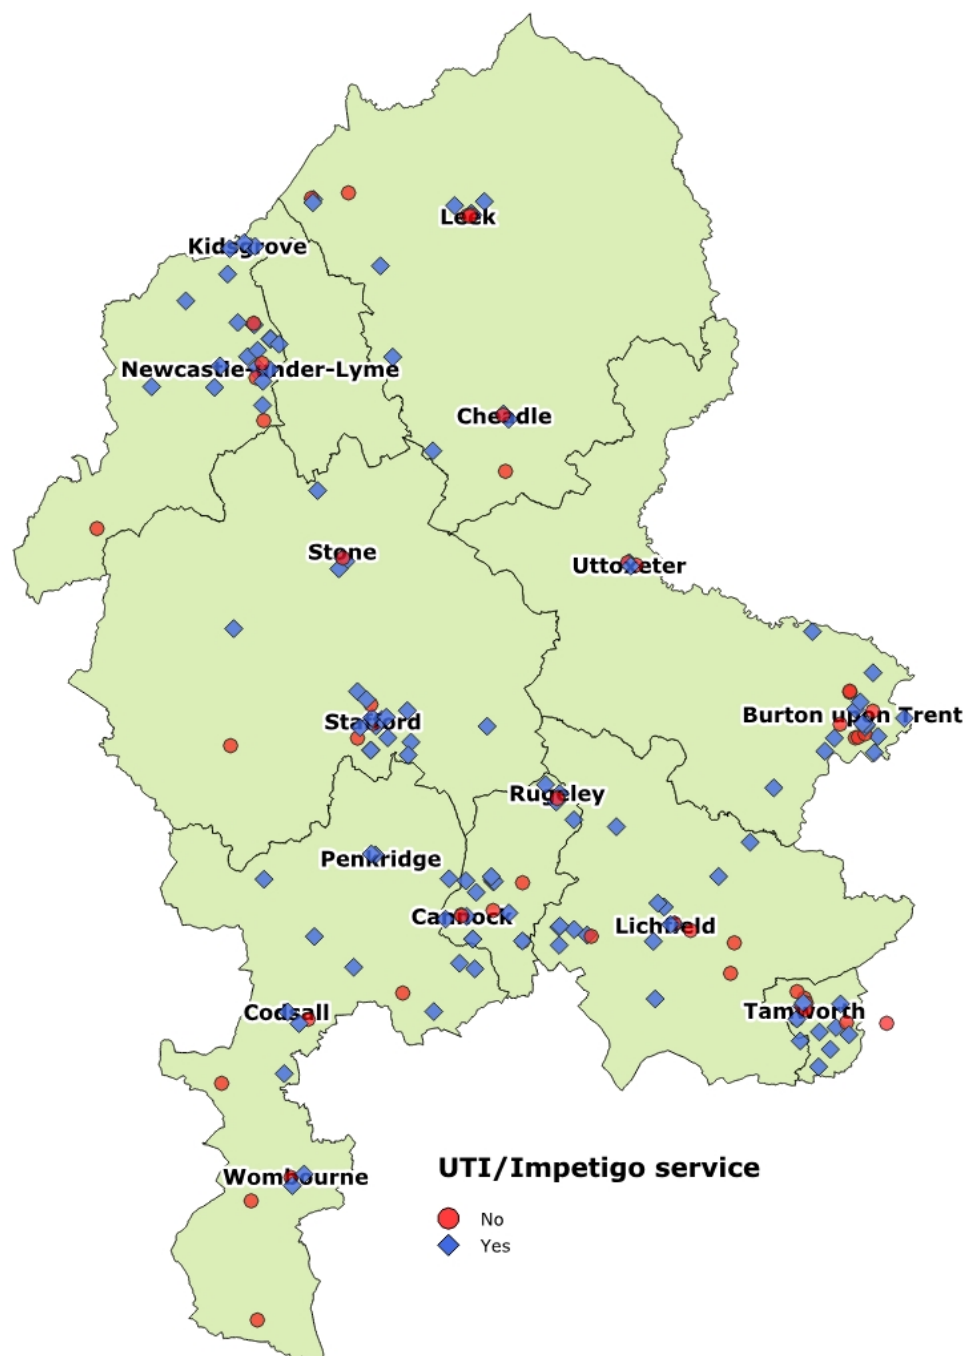 Leek
Kidsgrove
Newcastle-under-Lyme
Cheadle
Stone
Uttoxeter
Stafford
Burton upon Trent
Rugeley
Penkridge
Cannock
Lichfield
Codsall
Tamworth
Wombourne
UTI/Impetigo service
No
Yes